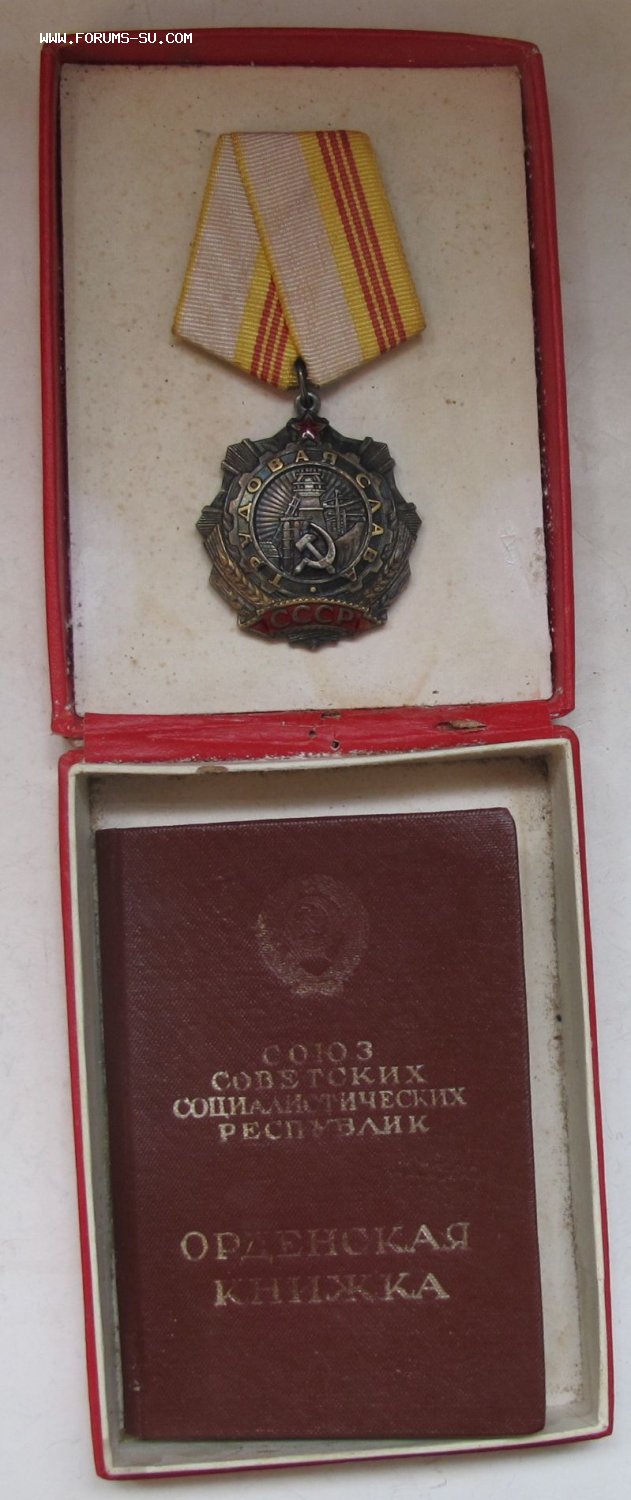 WWW.FORUMS-SU.COM
ТРУДОВАЯ СЛАВА
СССР
СОЮЗ
СОВЕТСКИХ
СОЦИАЛИСТИЧЕСКИХ
РЕСПУБЛИК
ОРДЕНСКАЯ
КНИЖКА